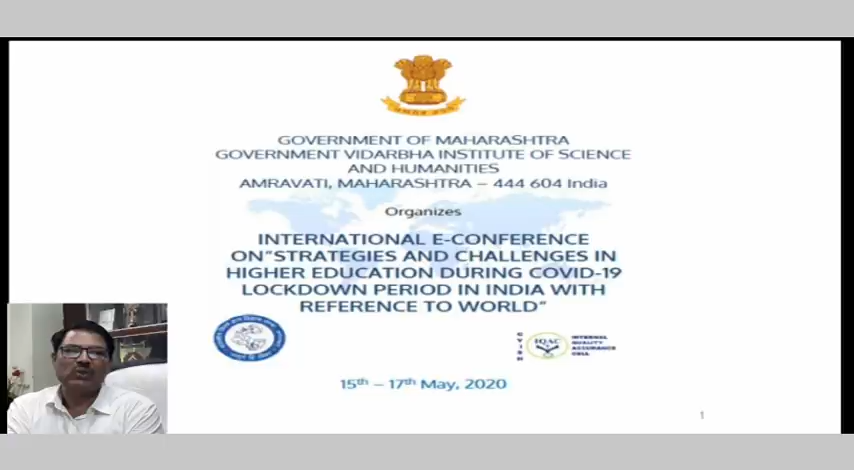 GOVERNMENT OF MAHARASHTRA
GOVERNMENT VIDARBHA INSTITUTE OF SCIENCE
AND HUMANITIES
AMRAVATI, MAHARASHTRA – 444 604 India
Organizes
INTERNATIONAL E-CONFERENCE
ON"STRATEGIES AND CHALLENGES IN
HIGHER EDUCATION DURING COVID-19
LOCKDOWN PERIOD IN INDIA WITH
REFERENCE TO WORLD"
GVISH
IQAC
INTERNAL
QUALITY
ASSURANCE
CELL
15th – 17th May, 2020
1